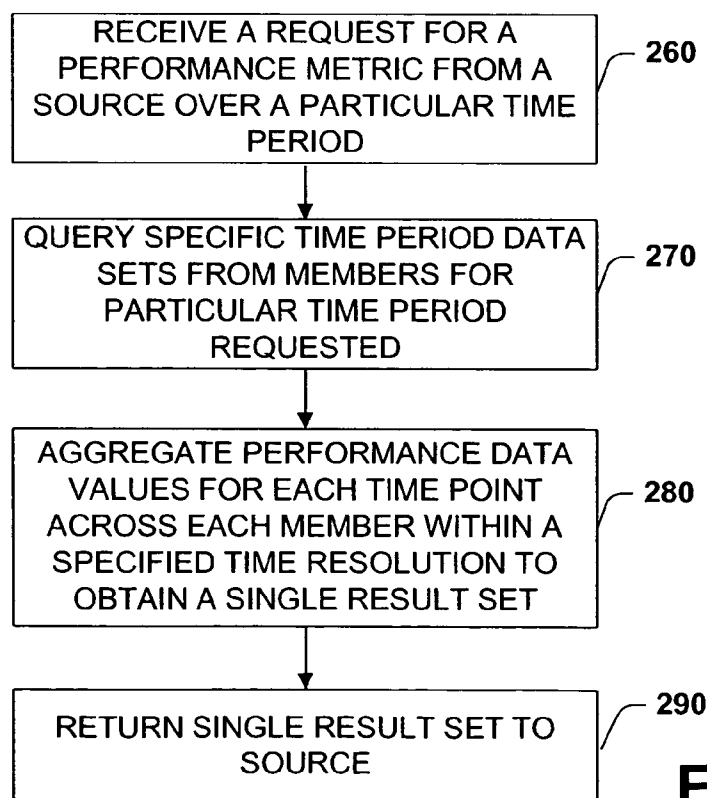 RECEIVE A REQUEST FOR A
PERFORMANCE METRIC FROM A
SOURCE OVER A PARTICULAR TIME
PERIOD
260
QUERY SPECIFIC TIME PERIOD DATA
SETS FROM MEMBERS FOR
PARTICULAR TIME PERIOD
REQUESTED
270
AGGREGATE PERFORMANCE DATA
VALUES FOR EACH TIME POINT
ACROSS EACH MEMBER WITHIN A
SPECIFIED TIME RESOLUTION TO
OBTAIN A SINGLE RESULT SET
280
RETURN SINGLE RESULT SET TO
SOURCE
290